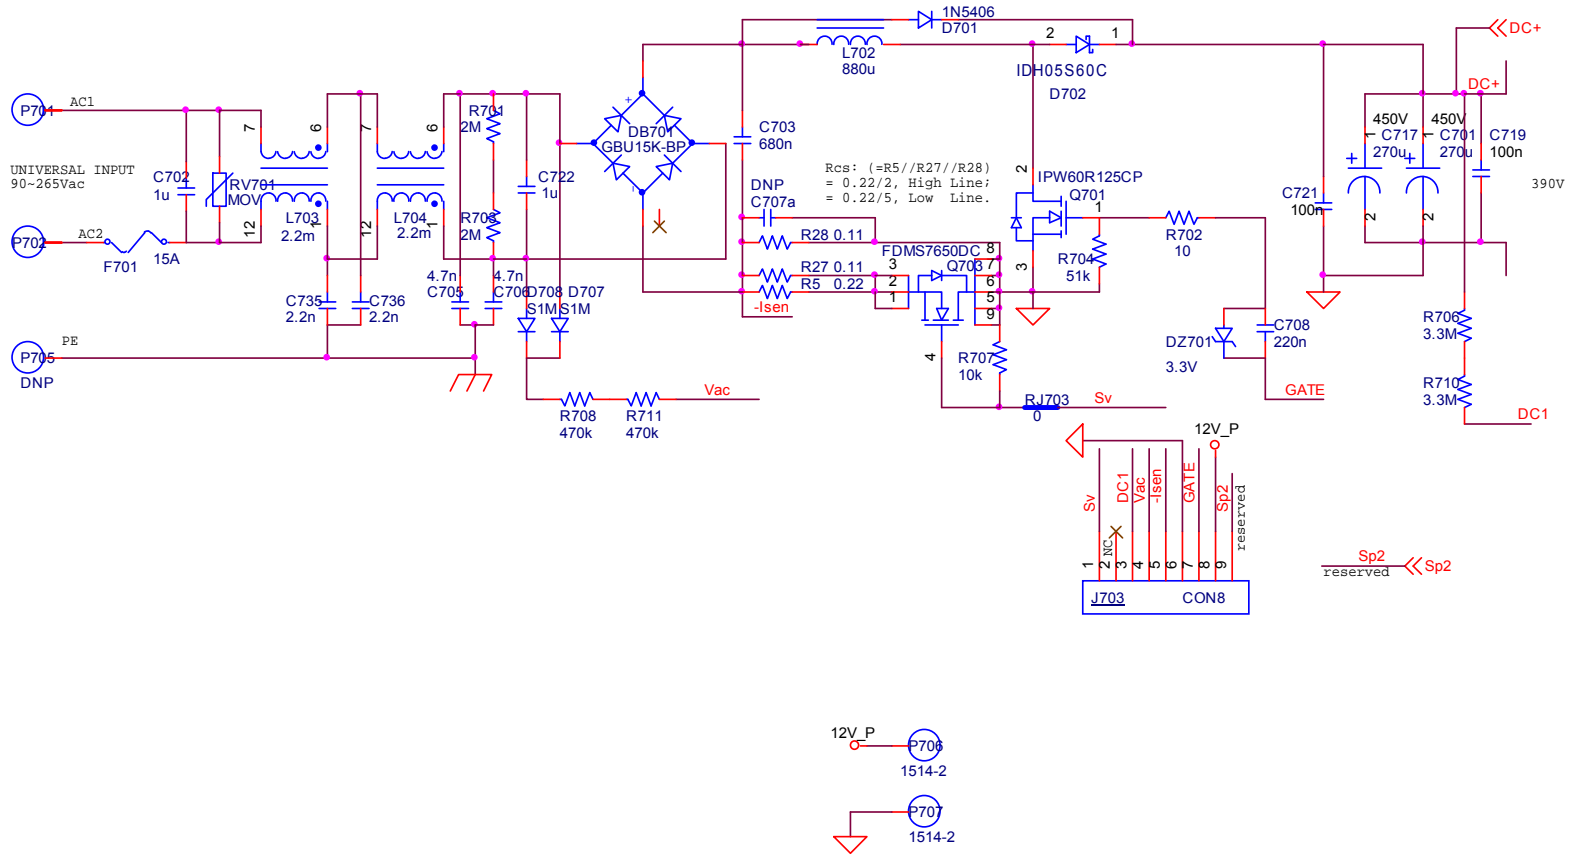 1N5406
D701
DC+
2
1
L702
880u
IDH05S60C
D702
DC+
P701
AC1
7
6
7
6
R701
2M
+
DB701
GBU15K-BP
-
C703
680n
450V
1
C717
270u
+
450V
1
C701
270u
+
C719
100n
UNIVERSAL INPUT
90~265Vac
C702
1u
RV701
MOV
C722
1u
Rcs: (=R5//R27//R28)
= 0.22/2, High Line;
= 0.22/5, Low Line.
2
IPW60R125CP
Q701
390V
DNP
C707a
C721
100n
12
L703
2.2m
1
12
L704
2.2m
1
R703
2M
1
2
2
P702
AC2
F701
15A
R28 0.11
FDMS7650DC
8
R702
10
R27 0.11
3
Q703
7
3
R704
51k
R5 0.22
2
6
1
5
9
-Isen
4.7n
C705
4.7n
C706
D708
S1M
D707
S1M
C735
2.2n
C736
2.2n
R706
3.3M
P705
PE
DNP
4
R707
10k
DZ701
3.3V
C708
220n
Vac
R708
470k
R711
470k
RJ703
0
Sv
GATE
R710
3.3M
DC1
12V_P
Sv
NC
DC1
Vac
-Isen
GATE
Sp2
reserved
1
2
3
4
5
6
7
8
9
J703
CON8
Sp2
reserved
Sp2
12V_P
P706
1514-2
P707
1514-2